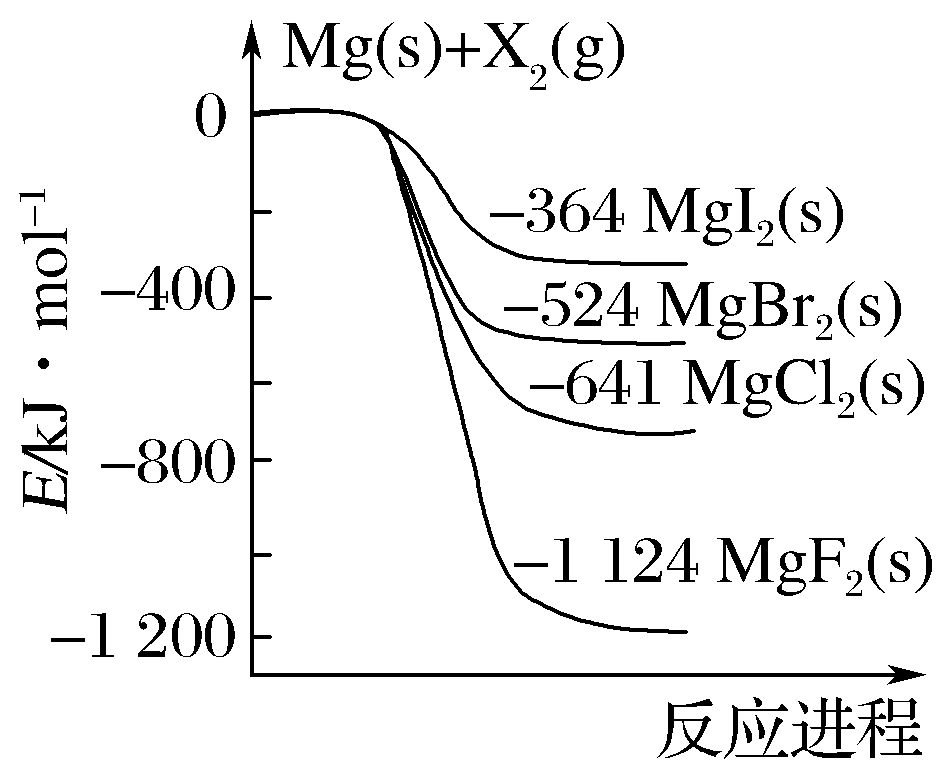 Mg(s)+X₂(g)
0
−364 MgI₂(s)
−400
−524 MgBr₂(s)
−641 MgCl₂(s)
−800
−1 124 MgF₂(s)
−1 200
E/kJ·mol⁻¹
反应进程